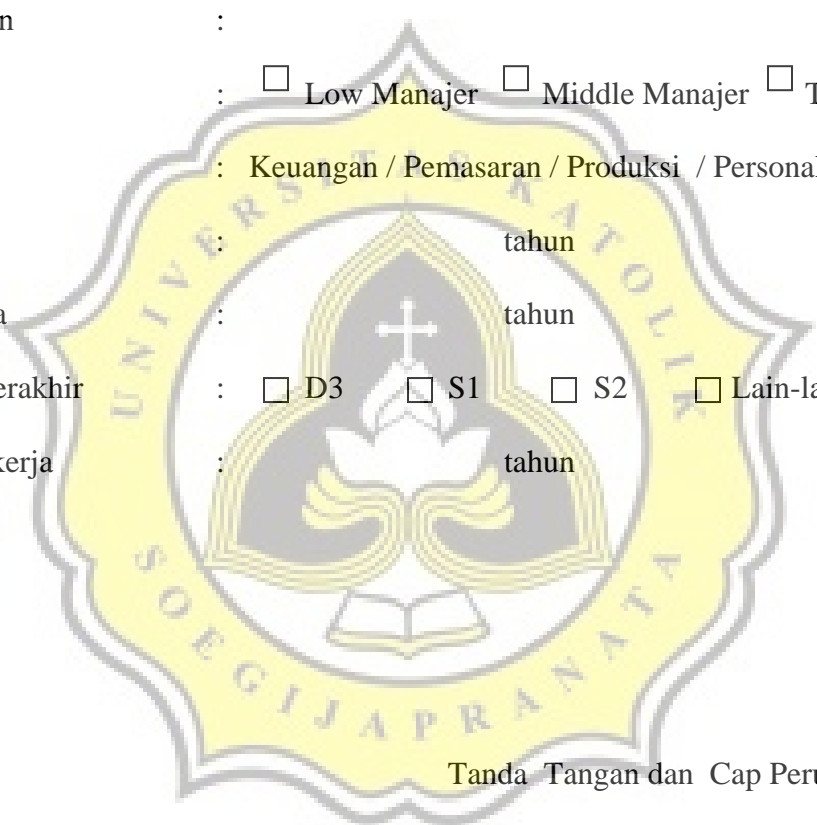 n :
: □ Low Manajer □ Middle Manajer □ T
: Keuangan / Pemasaran / Produksi / Personal
: tahun
a : tahun
erakhir : □ D3 □ S1 □ S2 □ Lain-la
kerja : tahun
UNIVERSITAS KATOLIK
SOEGIJAPRANATA
Tanda Tangan dan Cap Peru